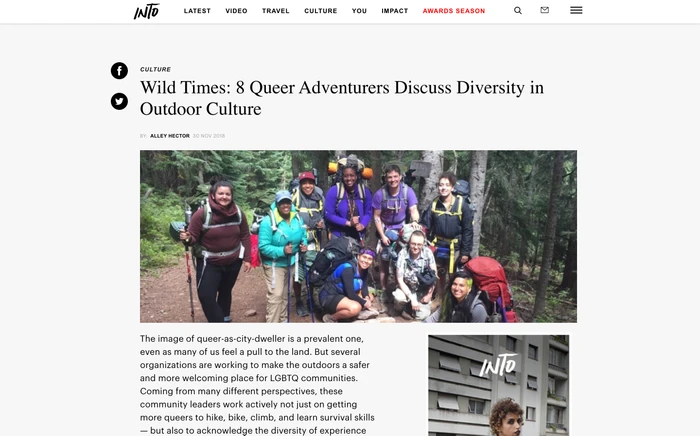 INTO
LATEST VIDEO TRAVEL CULTURE YOU IMPACT AWARDS SEASON
CULTURE
Wild Times: 8 Queer Adventurers Discuss Diversity in
Outdoor Culture
BY: ALLEY HECTOR 30 NOV 2018
The image of queer-as-city-dweller is a prevalent one,
even as many of us feel a pull to the land. But several
organizations are working to make the outdoors a safer
and more welcoming place for LGBTQ communities.
Coming from many different perspectives, these
community leaders work actively not just on getting
more queers to hike, bike, climb, and learn survival skills
— but also to acknowledge the diversity of experience
INTO